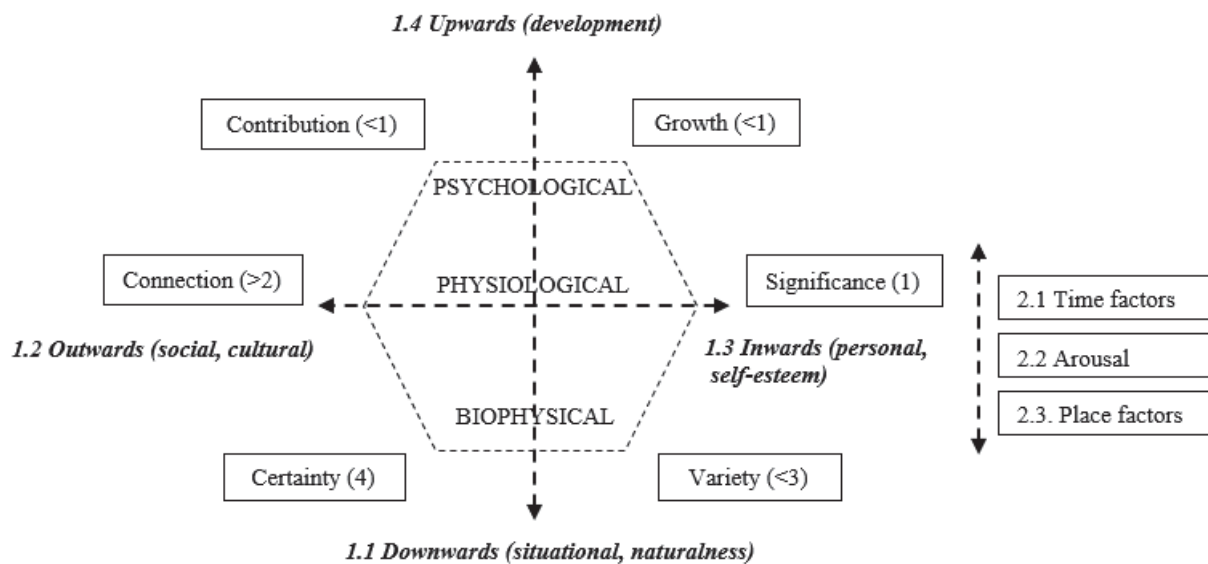 1.4 Upwards (development)
Contribution (<1)
Growth (<1)
PSYCHOLOGICAL
Connection (>2)
PHYSIOLOGICAL
Significance (1)
2.1 Time factors
1.2 Outwards (social, cultural)
1.3 Inwards (personal,
self-esteem)
2.2 Arousal
2.3. Place factors
BIOPHYSICAL
Certainty (4)
Variety (<3)
1.1 Downwards (situational, naturalness)